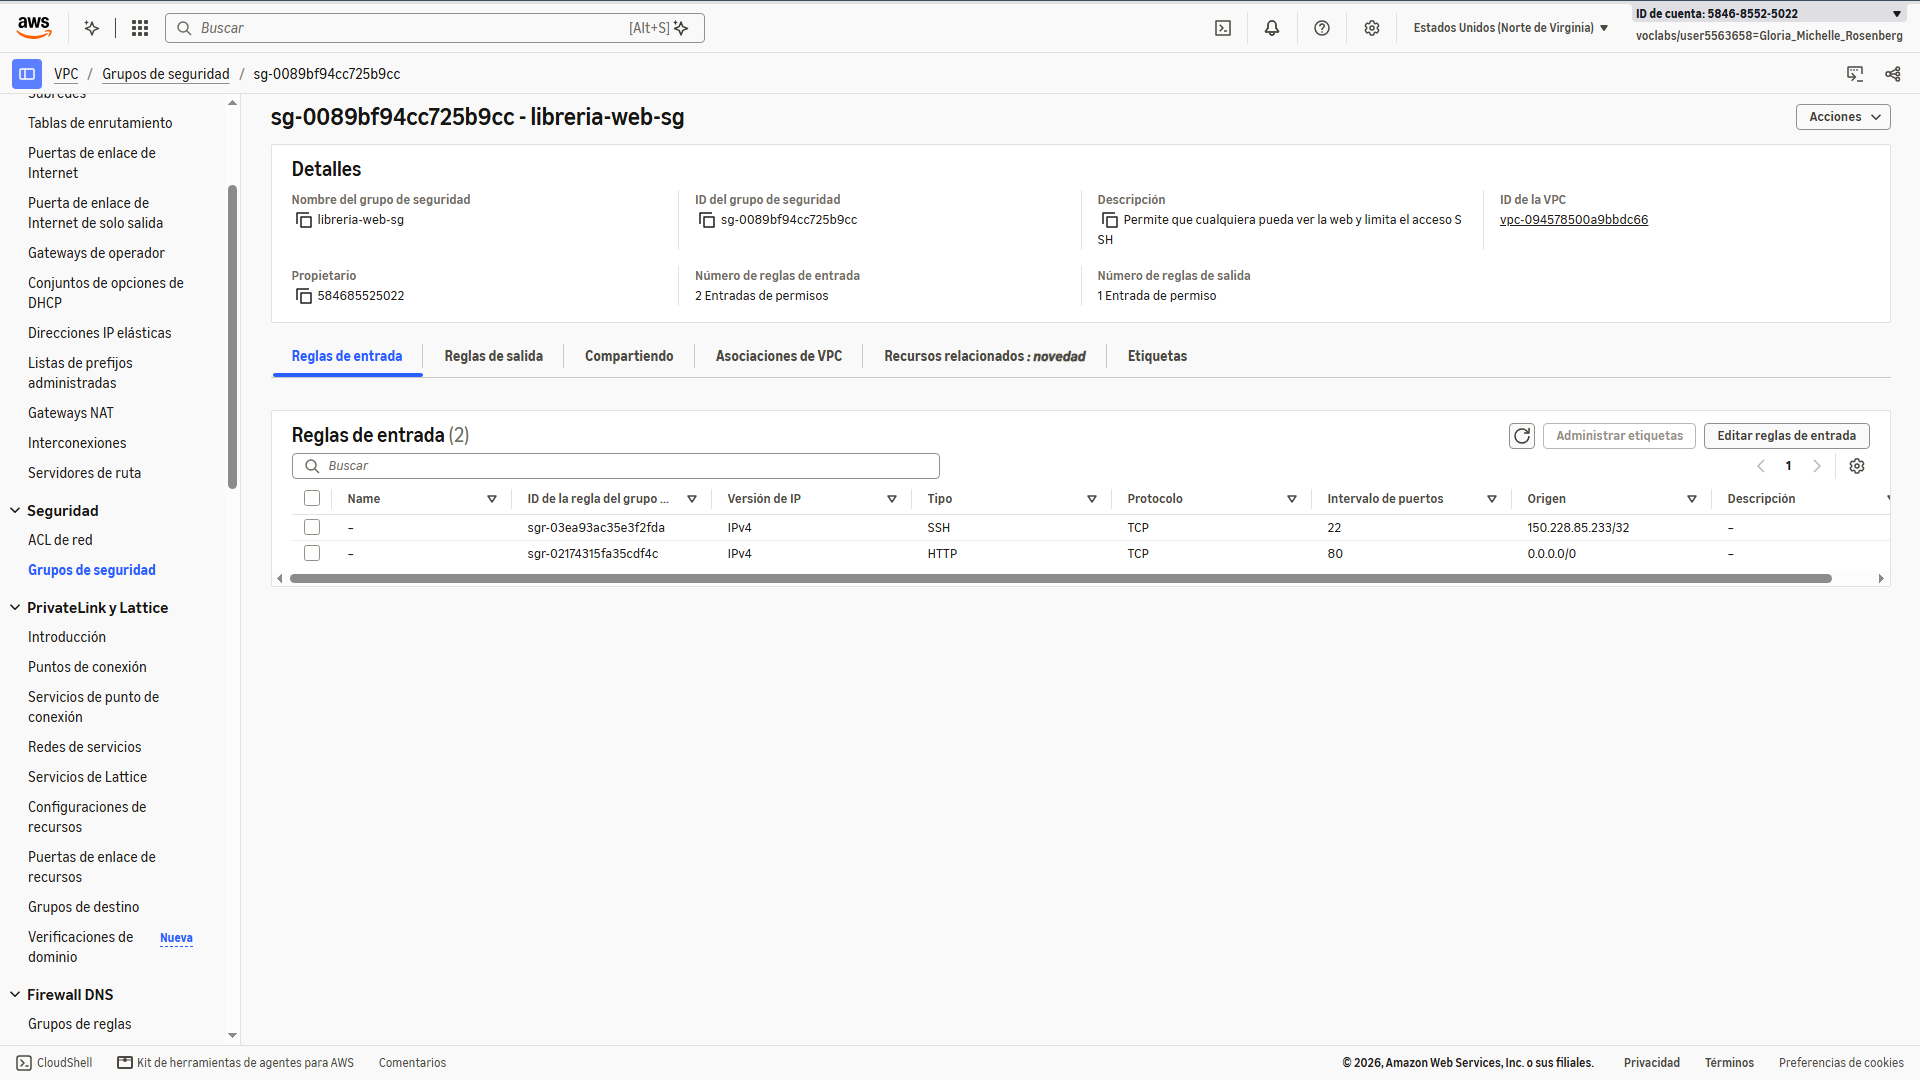 aws
Buscar
[Alt+S]
Estados Unidos (Norte de Virginia)
ID de cuenta: 5846-8552-5022
voclabs/user5563658=Gloria_Michelle_Rosenberg
VPC / Grupos de seguridad / sg-0089bf94cc725b9cc
Subredes
Tablas de enrutamiento
Puertas de enlace de
Internet
Puerta de enlace de
Internet de solo salida
Gateways de operador
Conjuntos de opciones de
DHCP
Direcciones IP elásticas
Listas de prefijos
administradas
Gateways NAT
Interconexiones
Servidores de ruta
Seguridad
ACL de red
Grupos de seguridad
PrivateLink y Lattice
Introducción
Puntos de conexión
Servicios de punto de
conexión
Redes de servicios
Servicios de Lattice
Configuraciones de
recursos
Puertas de enlace de
recursos
Grupos de destino
Verificaciones de
dominio
Nueva
Firewall DNS
Grupos de reglas
sg-0089bf94cc725b9cc - libreria-web-sg
Acciones
Detalles
Nombre del grupo de seguridad
libreria-web-sg
ID del grupo de seguridad
sg-0089bf94cc725b9cc
Descripción
Permite que cualquiera pueda ver la web y limita el acceso S
SH
ID de la VPC
vpc-094578500a9bbdc66
Propietario
584685525022
Número de reglas de entrada
2 Entradas de permisos
Número de reglas de salida
1 Entrada de permiso
Reglas de entrada
Reglas de salida
Compartiendo
Asociaciones de VPC
Recursos relacionados : novedad
Etiquetas
Reglas de entrada (2)
Administrar etiquetas
Editar reglas de entrada
Buscar
1
Name ID de la regla del grupo ... Versión de IP Tipo Protocolo Intervalo de puertos Origen Descripción
– sgr-03ea93ac35e3f2fda IPv4 SSH TCP 22 150.228.85.233/32 –
– sgr-02174315fa35cdf4c IPv4 HTTP TCP 80 0.0.0.0/0 –
CloudShell
Kit de herramientas de agentes para AWS
Comentarios
© 2026, Amazon Web Services, Inc. o sus filiales.
Privacidad
Términos
Preferencias de cookies